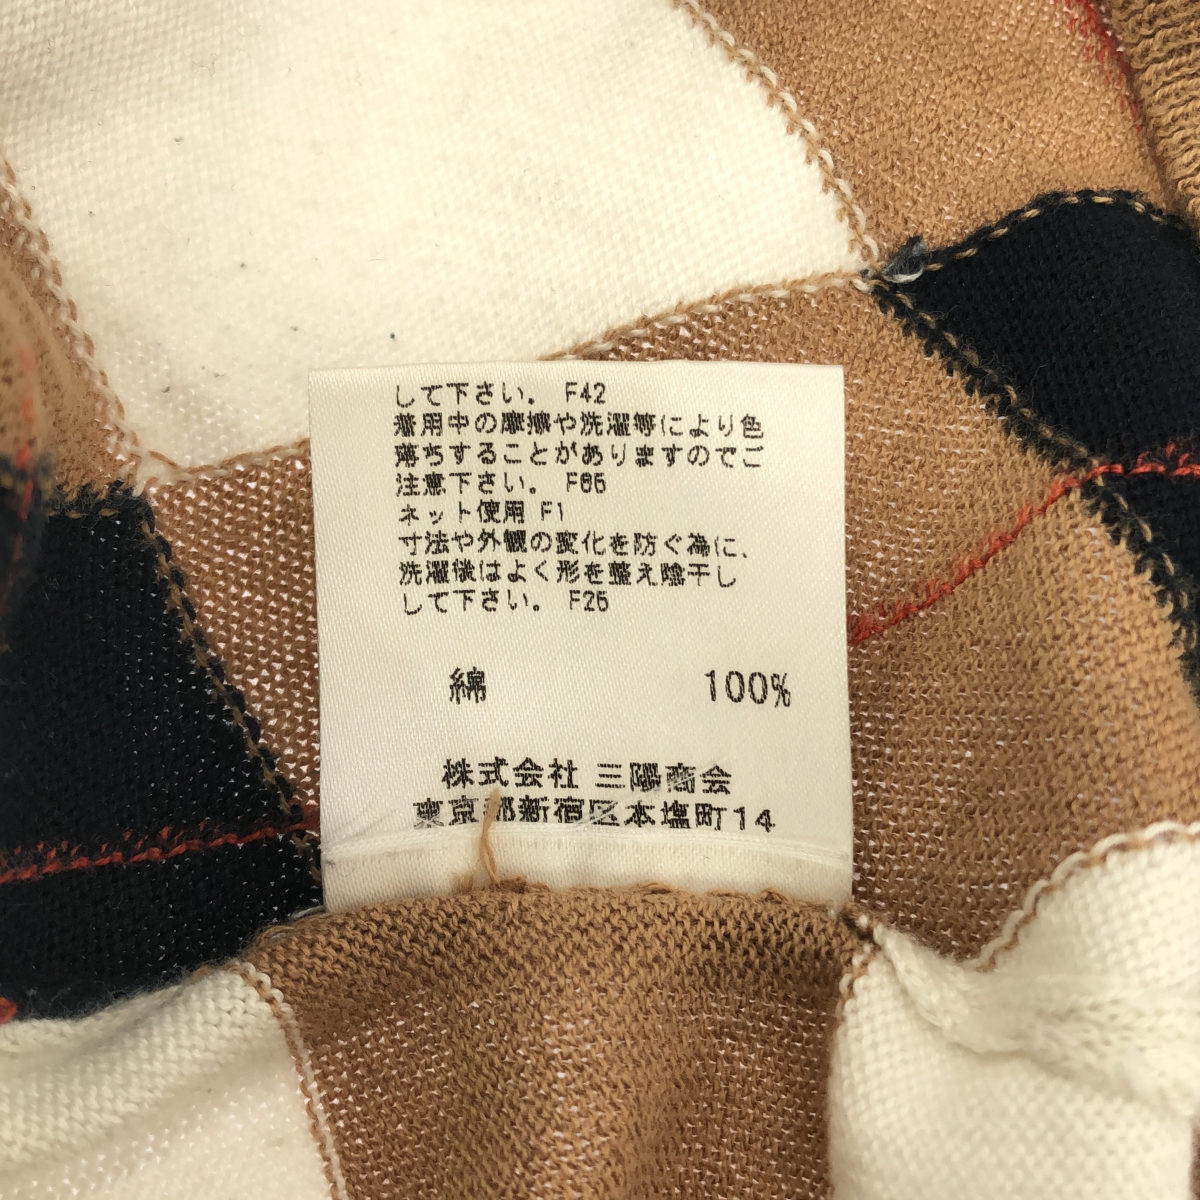 して下さい。 F42
着用中の摩擦や洗濯等により色
落ちすることがありますのでご
注意下さい。 F65
ネット使用 F1
寸法や外観の変化を防ぐ為に、
洗濯後はよく形を整え陰干し
して下さい。 F25
綿 100%
株式会社 三陽商会
東京都新宿区本塩町14